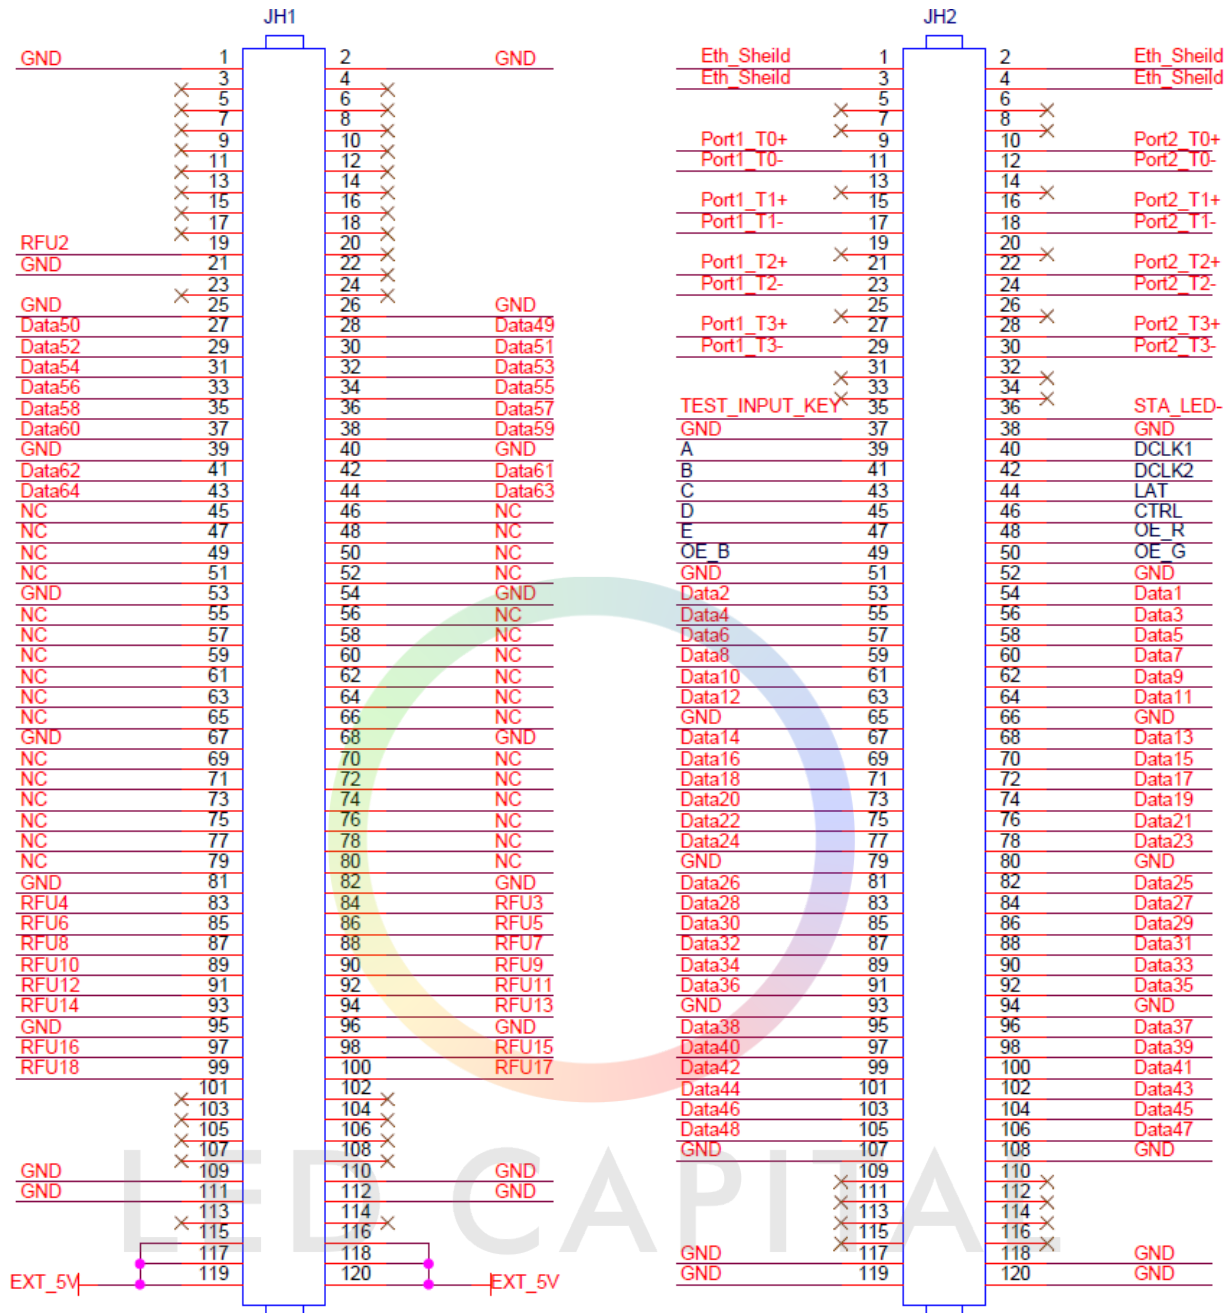 JH1
GND 1 2 GND
3 4
5 6
7 8
9 10
11 12
13 14
15 16
17 18
RFU2 19 20
GND 21 22
23 24
GND 25 26 GND
Data50 27 28 Data49
Data52 29 30 Data51
Data54 31 32 Data53
Data56 33 34 Data55
Data58 35 36 Data57
Data60 37 38 Data59
GND 39 40 GND
Data62 41 42 Data61
Data64 43 44 Data63
NC 45 46 NC
NC 47 48 NC
NC 49 50 NC
NC 51 52 NC
GND 53 54 GND
NC 55 56 NC
NC 57 58 NC
NC 59 60 NC
NC 61 62 NC
NC 63 64 NC
NC 65 66 NC
GND 67 68 GND
NC 69 70 NC
NC 71 72 NC
NC 73 74 NC
NC 75 76 NC
NC 77 78 NC
NC 79 80 NC
GND 81 82 GND
RFU4 83 84 RFU3
RFU6 85 86 RFU5
RFU8 87 88 RFU7
RFU10 89 90 RFU9
RFU12 91 92 RFU11
RFU14 93 94 RFU13
GND 95 96 GND
RFU16 97 98 RFU15
RFU18 99 100 RFU17
101 102
103 104
105 106
107 108
GND 109 110 GND
GND 111 112 GND
113 114
115 116
117 118
EXT_5V 119 120 EXT_5V
JH2
Eth_Sheild 1 2 Eth_Sheild
Eth_Sheild 3 4 Eth_Sheild
5 6
7 8
Port1_T0+ 9 10 Port2_T0+
Port1_T0- 11 12 Port2_T0-
13 14
Port1_T1+ 15 16 Port2_T1+
Port1_T1- 17 18 Port2_T1-
19 20
Port1_T2+ 21 22 Port2_T2+
Port1_T2- 23 24 Port2_T2-
25 26
Port1_T3+ 27 28 Port2_T3+
Port1_T3- 29 30 Port2_T3-
31 32
33 34
TEST_INPUT_KEY 35 36 STA_LED-
GND 37 38 GND
A 39 40 DCLK1
B 41 42 DCLK2
C 43 44 LAT
D 45 46 CTRL
E 47 48 OE_R
OE_B 49 50 OE_G
GND 51 52 GND
Data2 53 54 Data1
Data4 55 56 Data3
Data6 57 58 Data5
Data8 59 60 Data7
Data10 61 62 Data9
Data12 63 64 Data11
GND 65 66 GND
Data14 67 68 Data13
Data16 69 70 Data15
Data18 71 72 Data17
Data20 73 74 Data19
Data22 75 76 Data21
Data24 77 78 Data23
GND 79 80 GND
Data26 81 82 Data25
Data28 83 84 Data27
Data30 85 86 Data29
Data32 87 88 Data31
Data34 89 90 Data33
Data36 91 92 Data35
GND 93 94 GND
Data38 95 96 Data37
Data40 97 98 Data39
Data42 99 100 Data41
Data44 101 102 Data43
Data46 103 104 Data45
Data48 105 106 Data47
GND 107 108 GND
109 110
111 112
113 114
115 116
GND 117 118 GND
GND 119 120 GND
LED CAPITAL